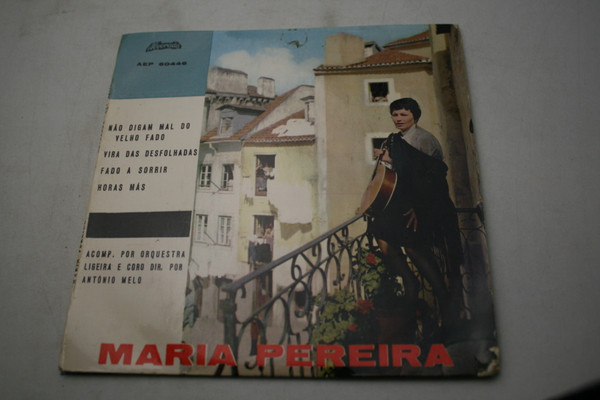 AEP 60668
NÃO DIGAM MAL DO
VELHO FADO
VIRA DAS DESFOLHADAS
FADO A SORRIR
HORAS MÁS
ACOMP. POR ORQUESTRA
LIGEIRA E CORO DIR. POR
ANTÓNIO MELO
MARIA PEREIRA